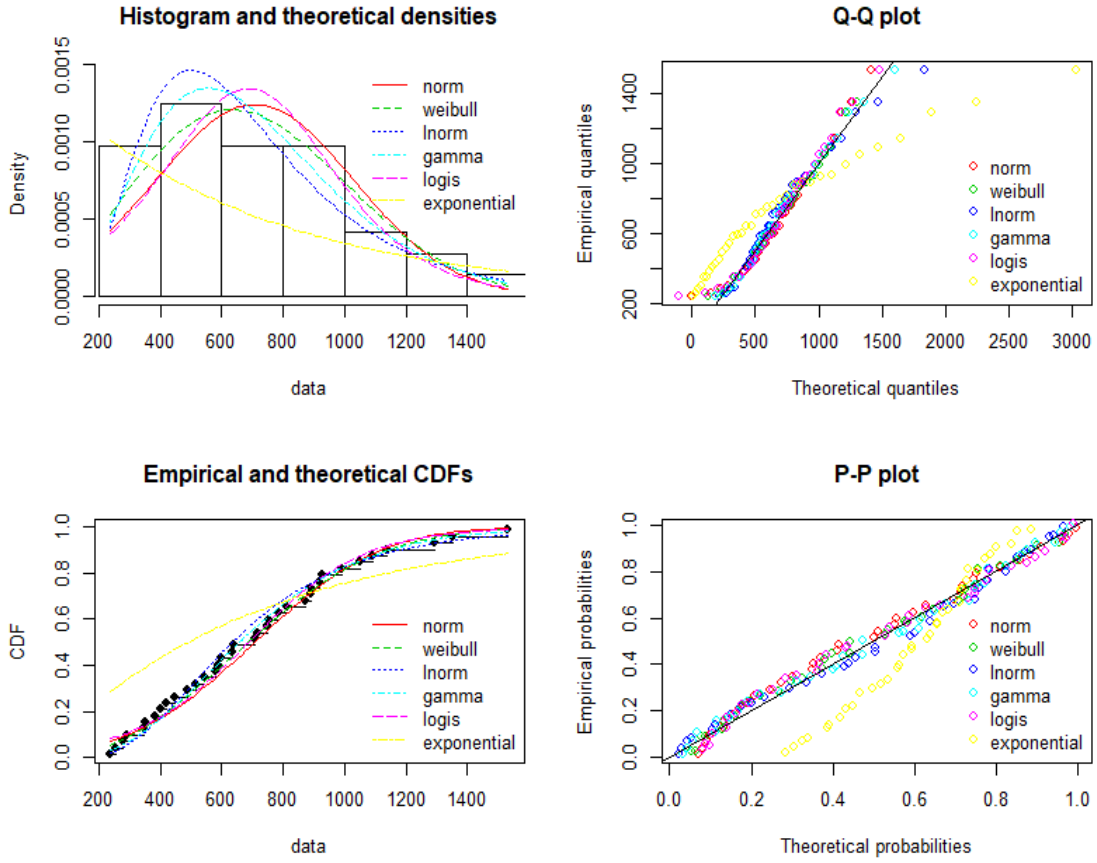 Histogram and theoretical densities
Density
0.0000 0.0005 0.0010 0.0015
norm
weibull
lnorm
gamma
logis
exponential
200 400 600 800 1000 1200 1400
data
Q-Q plot
Empirical quantiles
200 600 1000 1400
norm
weibull
lnorm
gamma
logis
exponential
0 500 1000 1500 2000 2500 3000
Theoretical quantiles
Empirical and theoretical CDFs
CDF
0.0 0.2 0.4 0.6 0.8 1.0
norm
weibull
lnorm
gamma
logis
exponential
200 400 600 800 1000 1200 1400
data
P-P plot
Empirical probabilities
0.0 0.2 0.4 0.6 0.8 1.0
norm
weibull
lnorm
gamma
logis
exponential
0.0 0.2 0.4 0.6 0.8 1.0
Theoretical probabilities